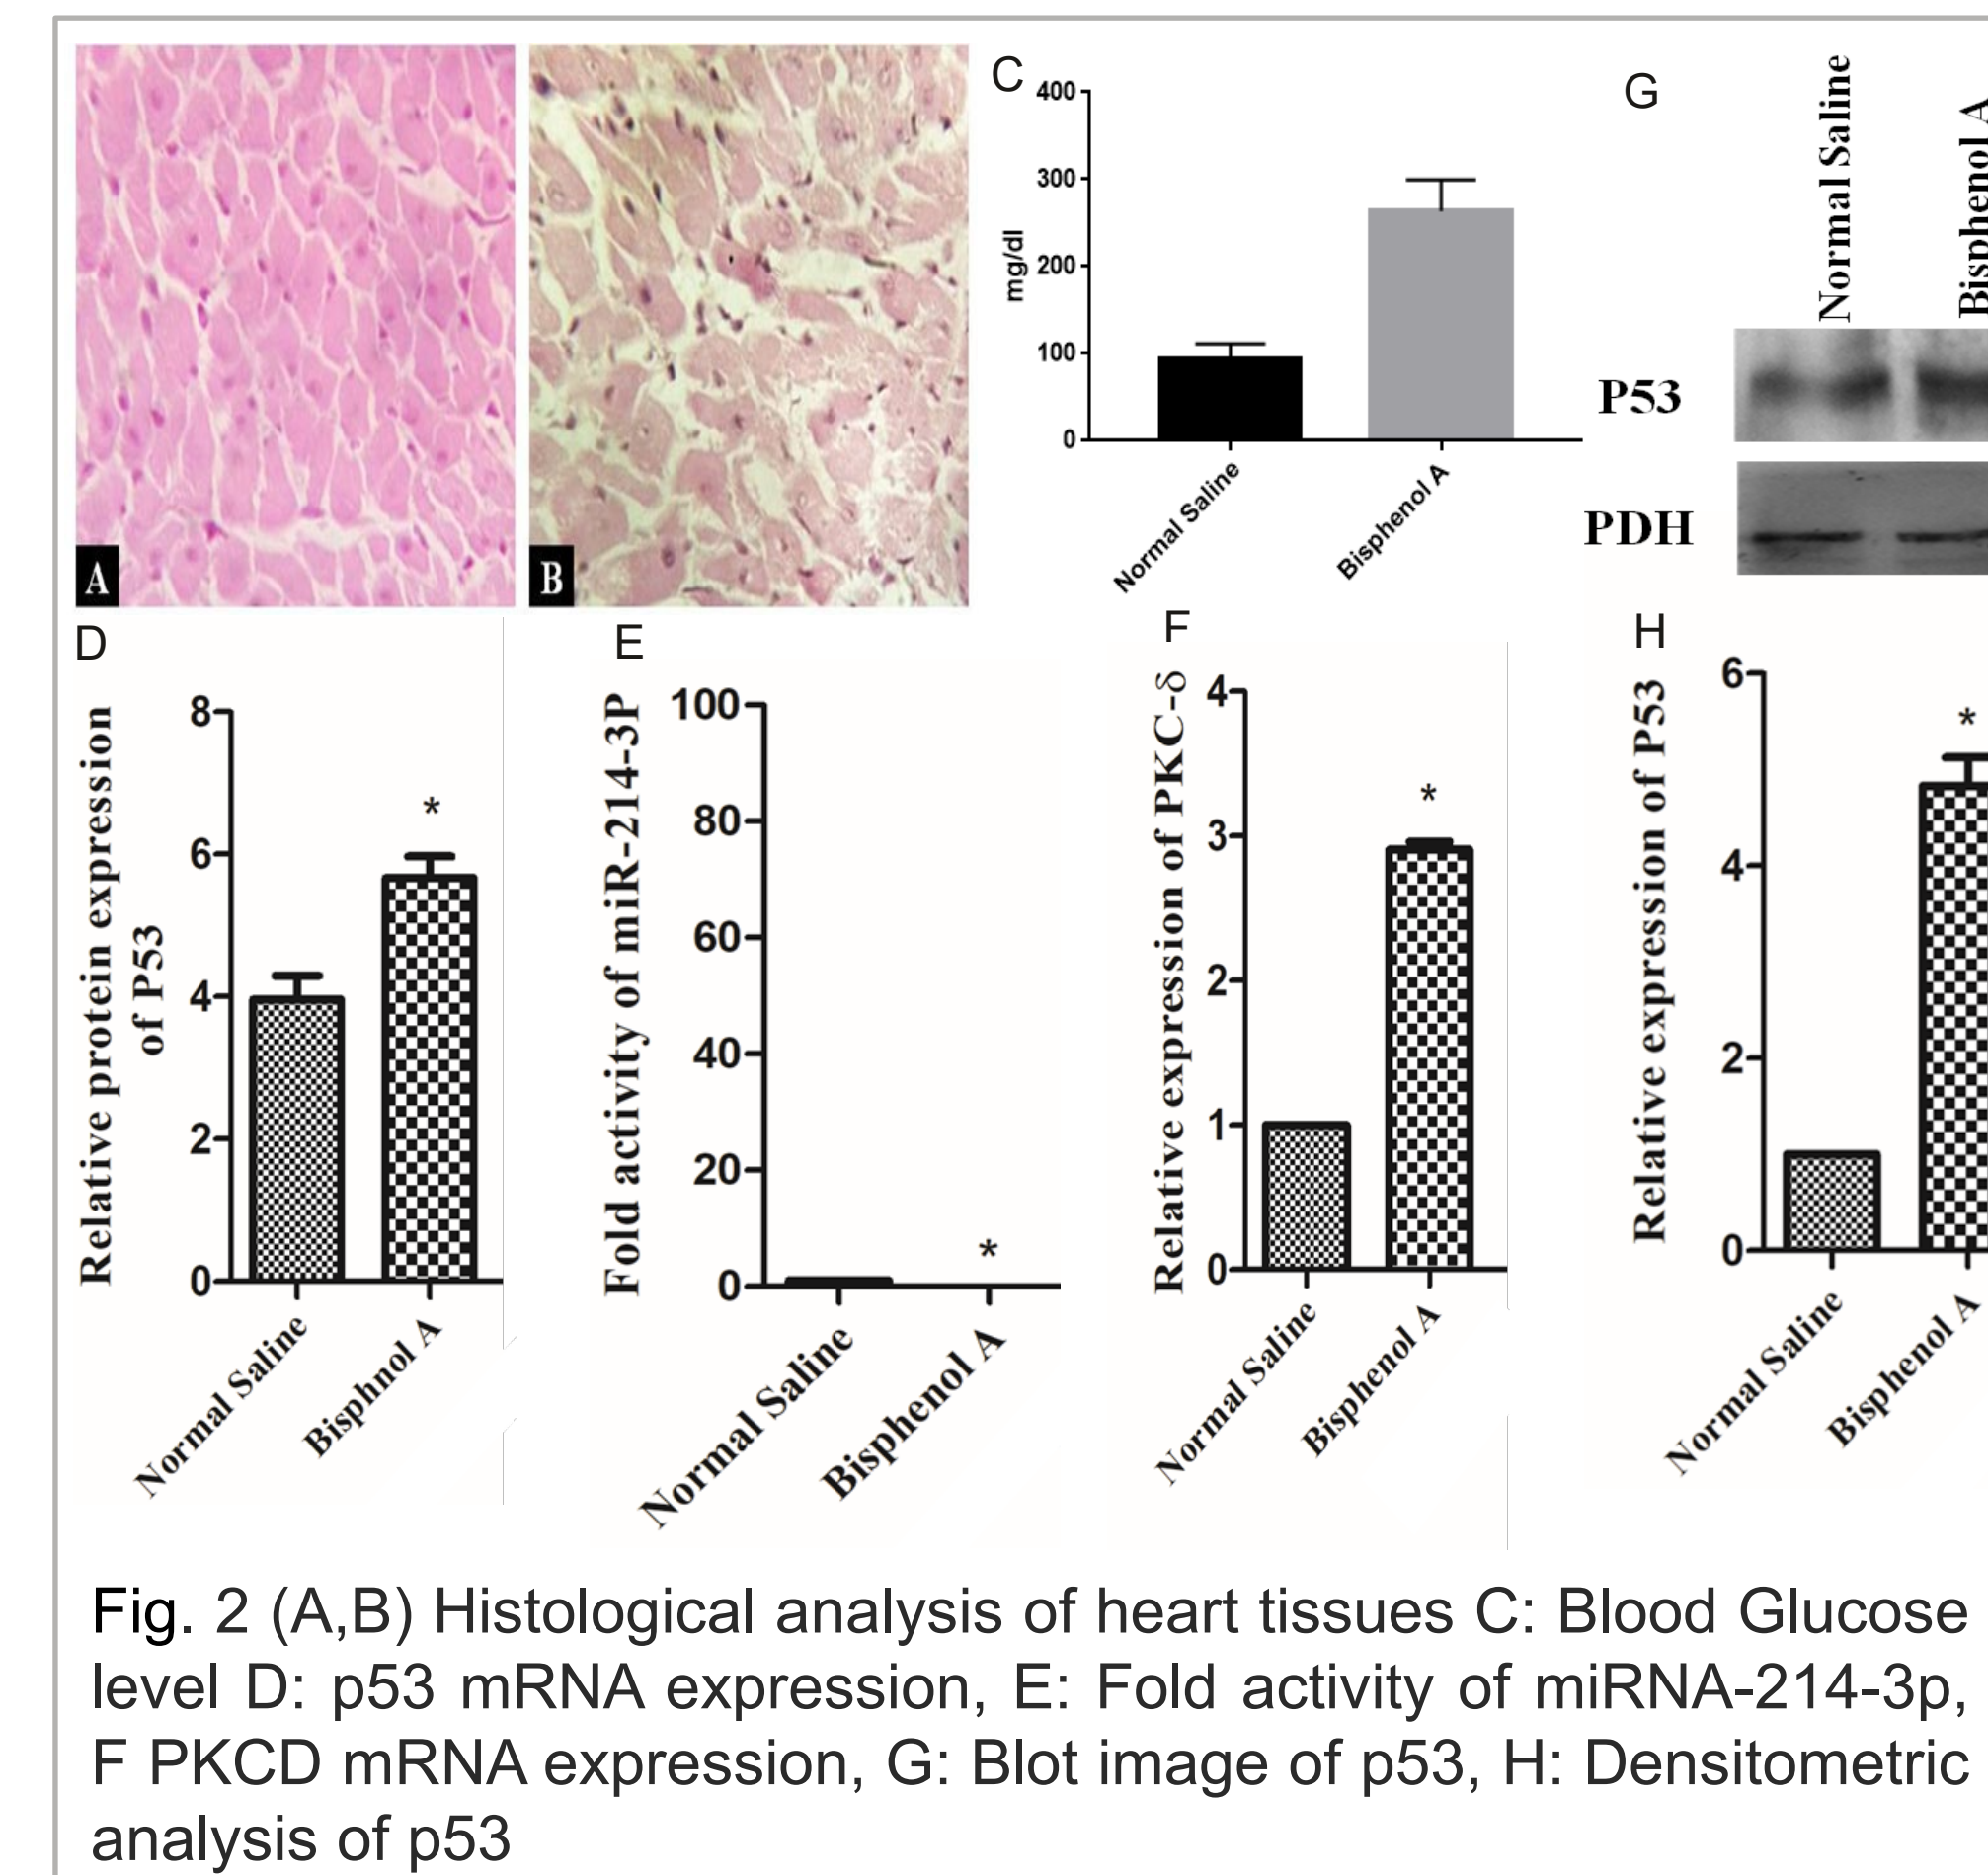 A
B
C
400
300
200
100
0
mg/dl
Normal Saline
Bisphenol A
G
Normal Saline
Bisphenol A
P53
PDH
D
Relative protein expression
of P53
8
6
4
2
0
*
Normal Saline
Bisphnol A
E
Fold activity of miR-214-3P
100
80
60
40
20
0
*
Normal Saline
Bisphenol A
F
Relative expression of PKC-δ
4
3
2
1
0
*
Normal Saline
Bisphenol A
H
Relative expression of P53
6
4
2
0
*
Normal Saline
Bisphenol A
Fig. 2 (A,B) Histological analysis of heart tissues C: Blood Glucose
level D: p53 mRNA expression, E: Fold activity of miRNA-214-3p,
F PKCD mRNA expression, G: Blot image of p53, H: Densitometric
analysis of p53